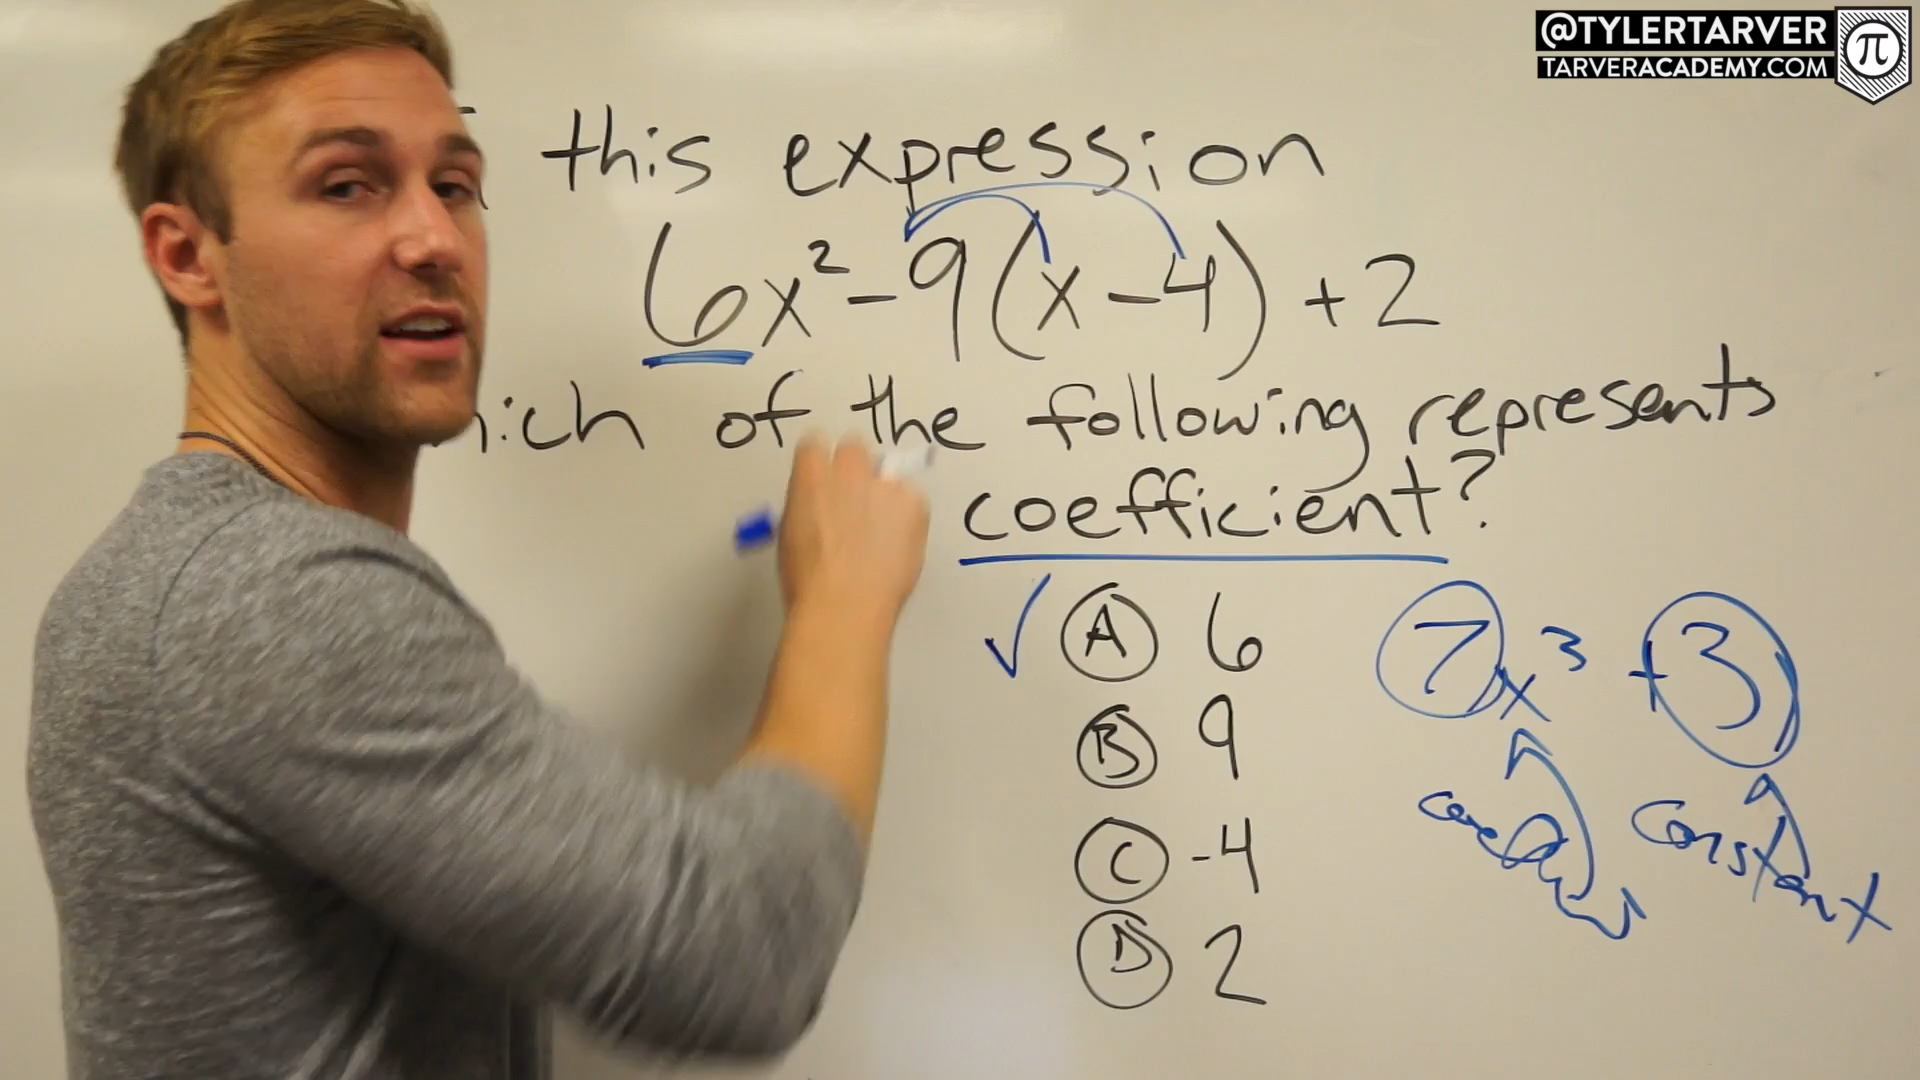 @TYLERTARVER
TARVERACADEMY.COM
π
this expression
6x² - 9(x - 4) + 2
hich of the following represents
coefficient?
A 6
B 9
C -4
D 2
7x³ + 3
constant